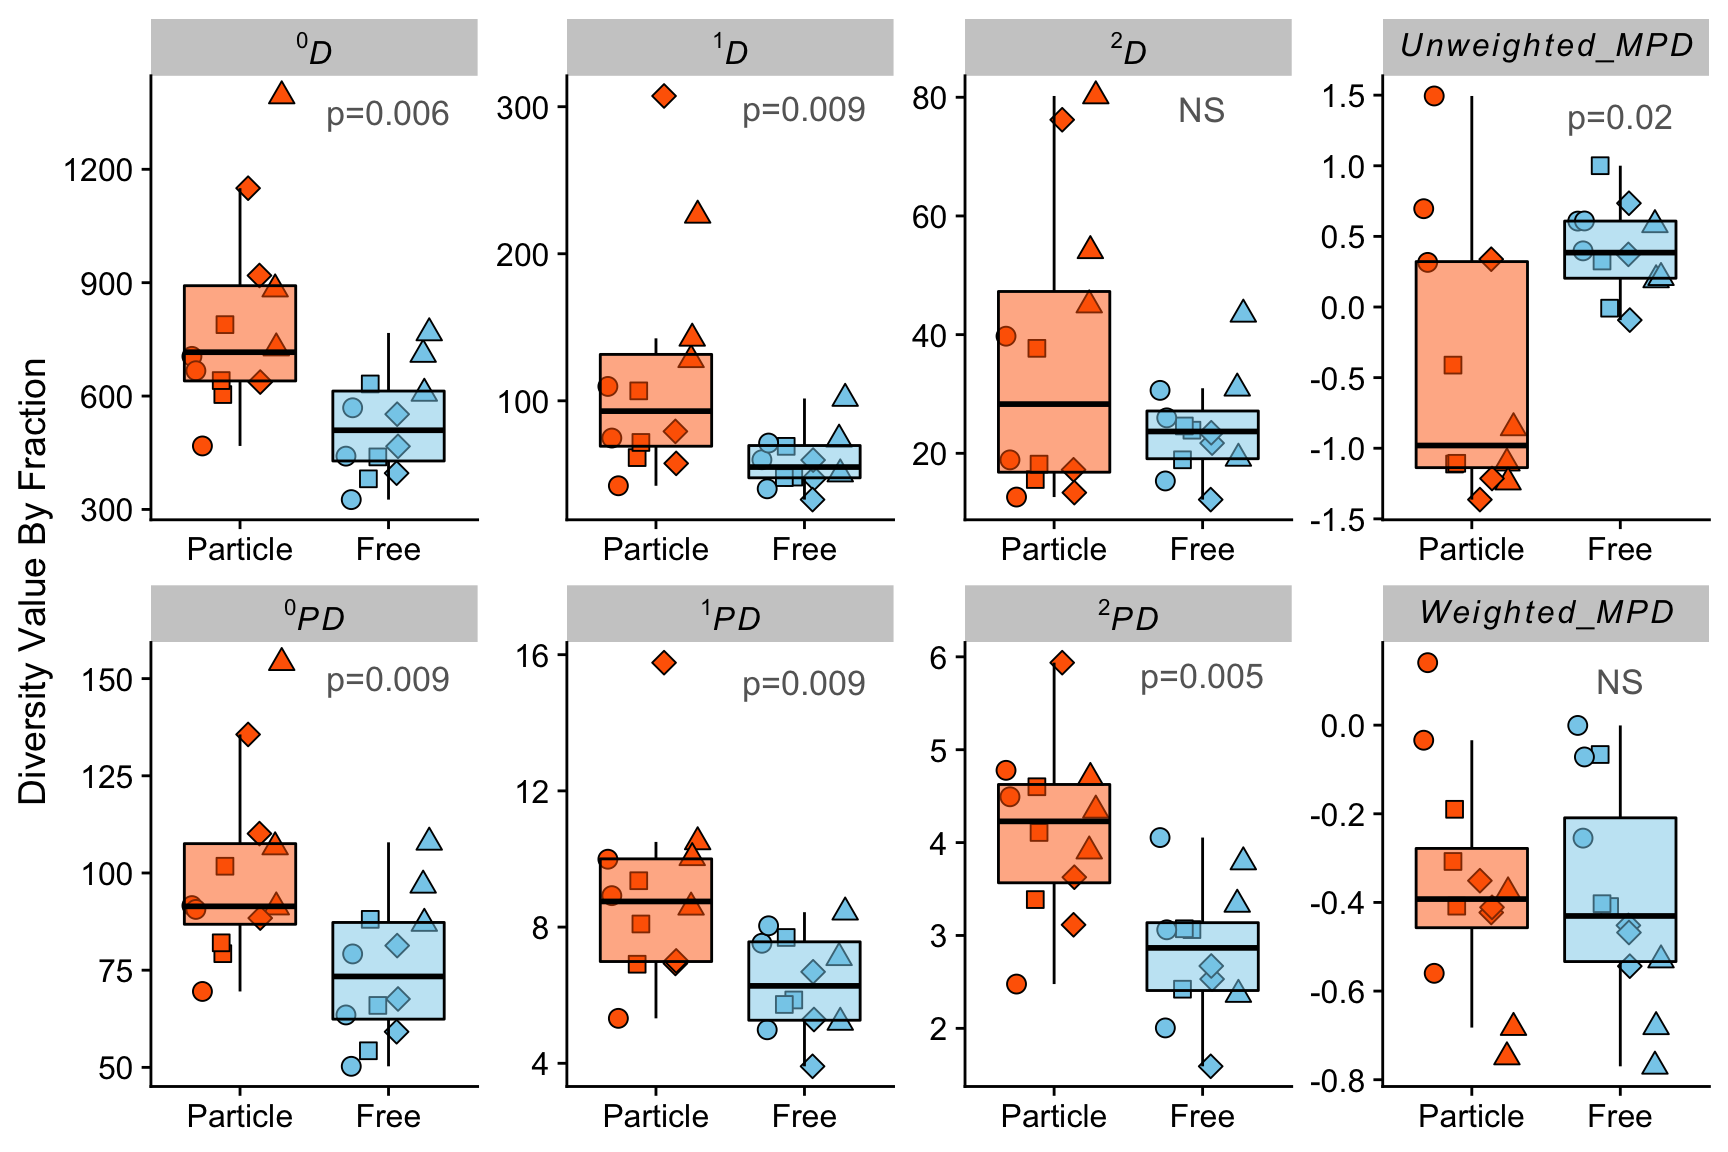 Diversity Value By Fraction
⁰D
p=0.006
1200
900
600
300
Particle Free
¹D
p=0.009
300
200
100
Particle Free
²D
NS
80
60
40
20
Particle Free
Unweighted_MPD
p=0.02
1.5
1.0
0.5
0.0
-0.5
-1.0
-1.5
Particle Free
⁰PD
p=0.009
150
125
100
75
50
Particle Free
¹PD
p=0.009
16
12
8
4
Particle Free
²PD
p=0.005
6
5
4
3
2
Particle Free
Weighted_MPD
NS
0.0
-0.2
-0.4
-0.6
-0.8
Particle Free